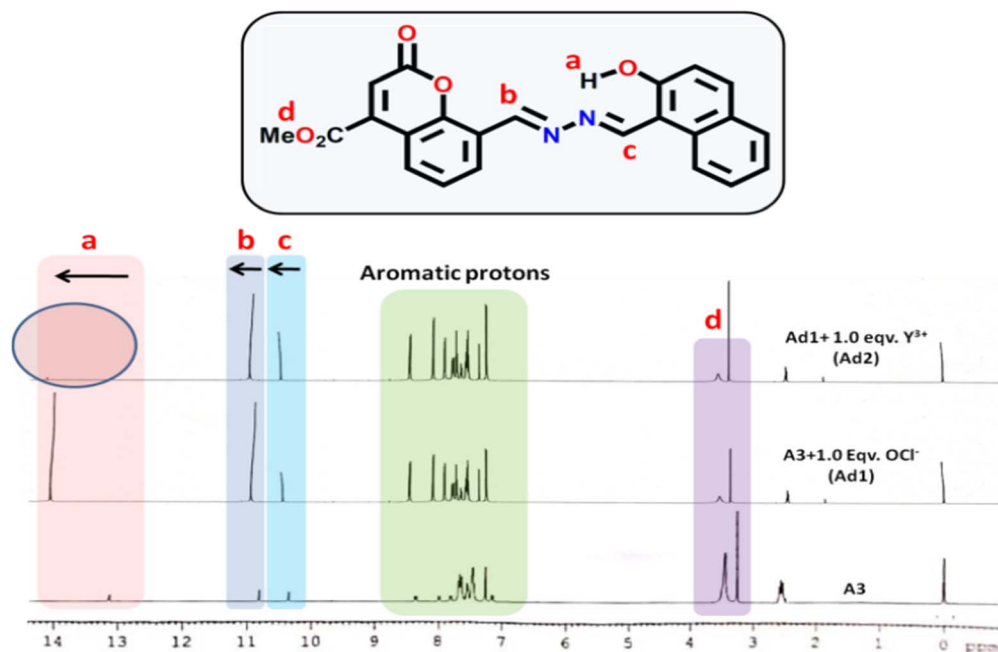 O
a
H
O
O
b
d
MeO₂C
N
N
c
a
b
c
Aromatic protons
d
Ad1+ 1.0 eqv. Y³⁺
(Ad2)
A3+1.0 Eqv. OCl⁻
(Ad1)
A3
14 13 12 11 10 9 8 7 6 5 4 3 2 1 0 ppm